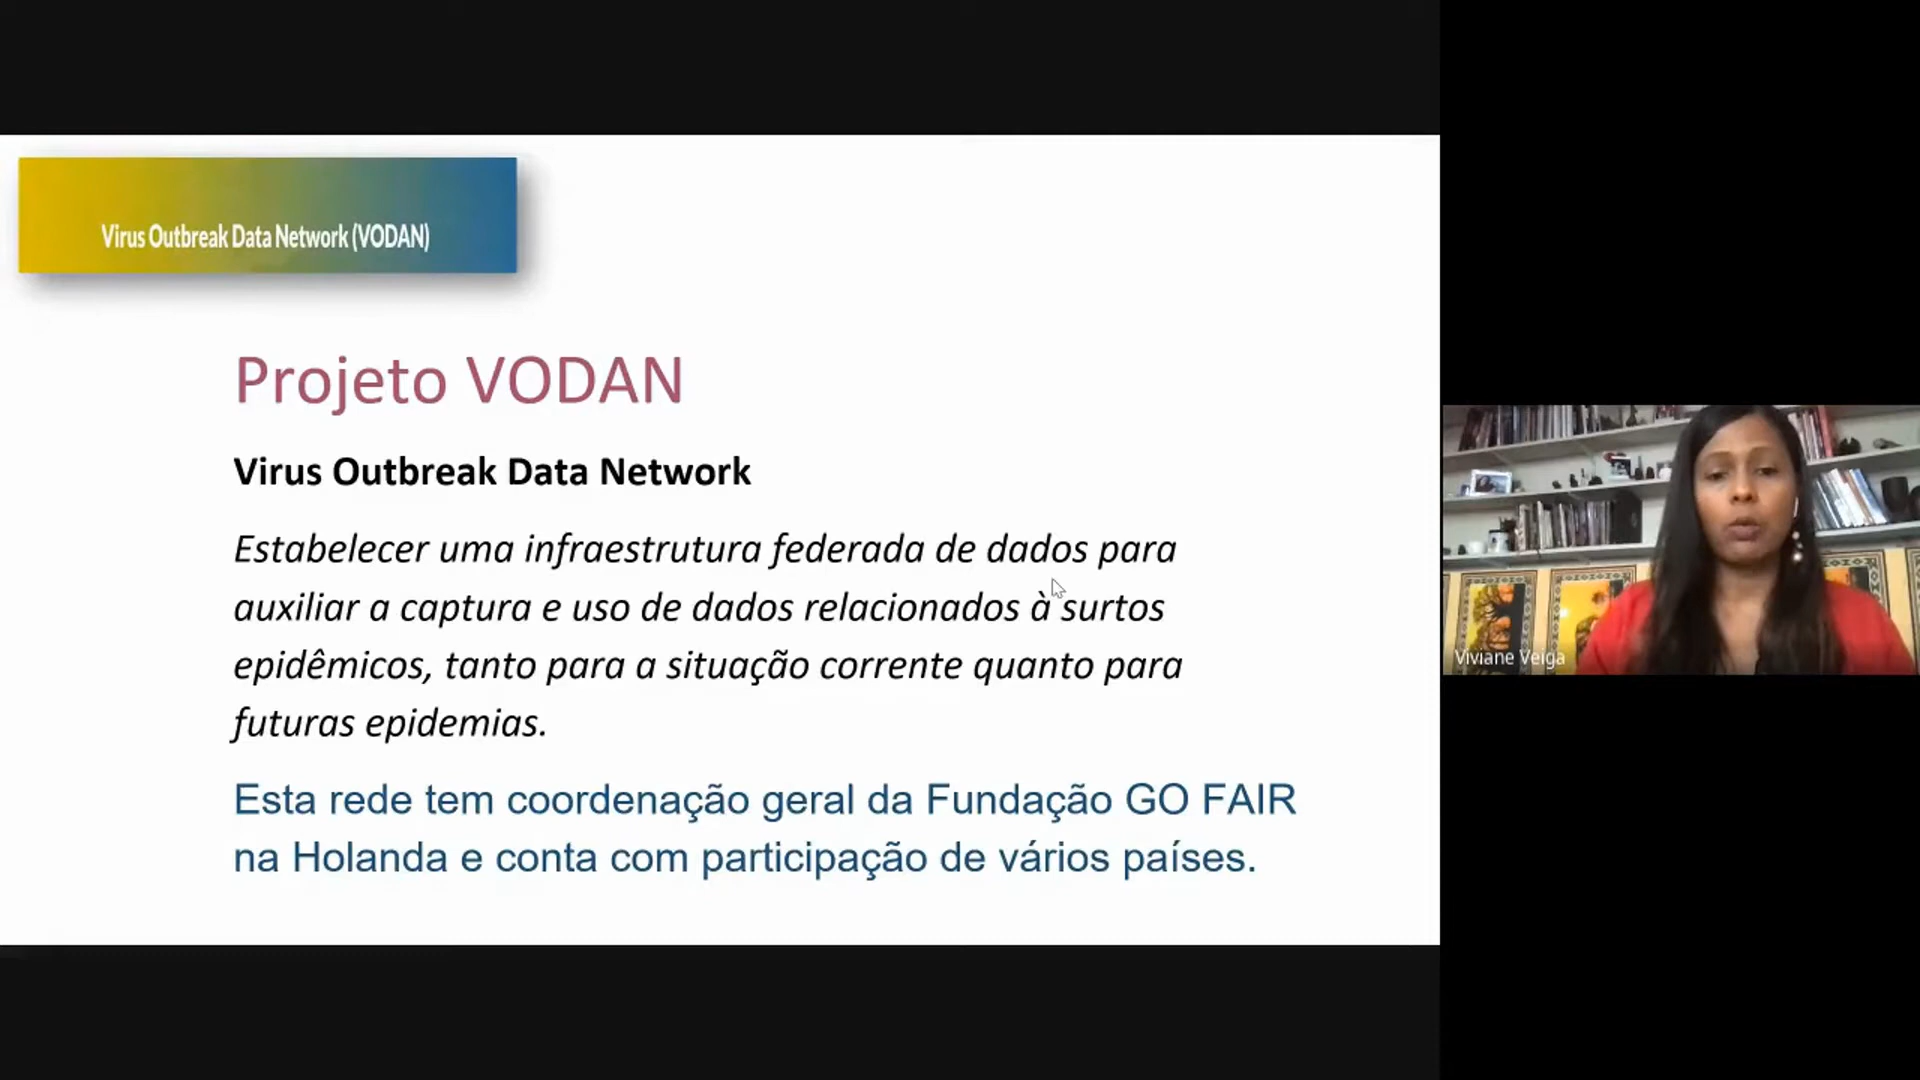 Virus Outbreak Data Network (VODAN)
Projeto VODAN
Virus Outbreak Data Network
Estabelecer uma infraestrutura federada de dados para
auxiliar a captura e uso de dados relacionados à surtos
epidêmicos, tanto para a situação corrente quanto para
futuras epidemias.
Esta rede tem coordenação geral da Fundação GO FAIR
na Holanda e conta com participação de vários países.
Viviane Veiga